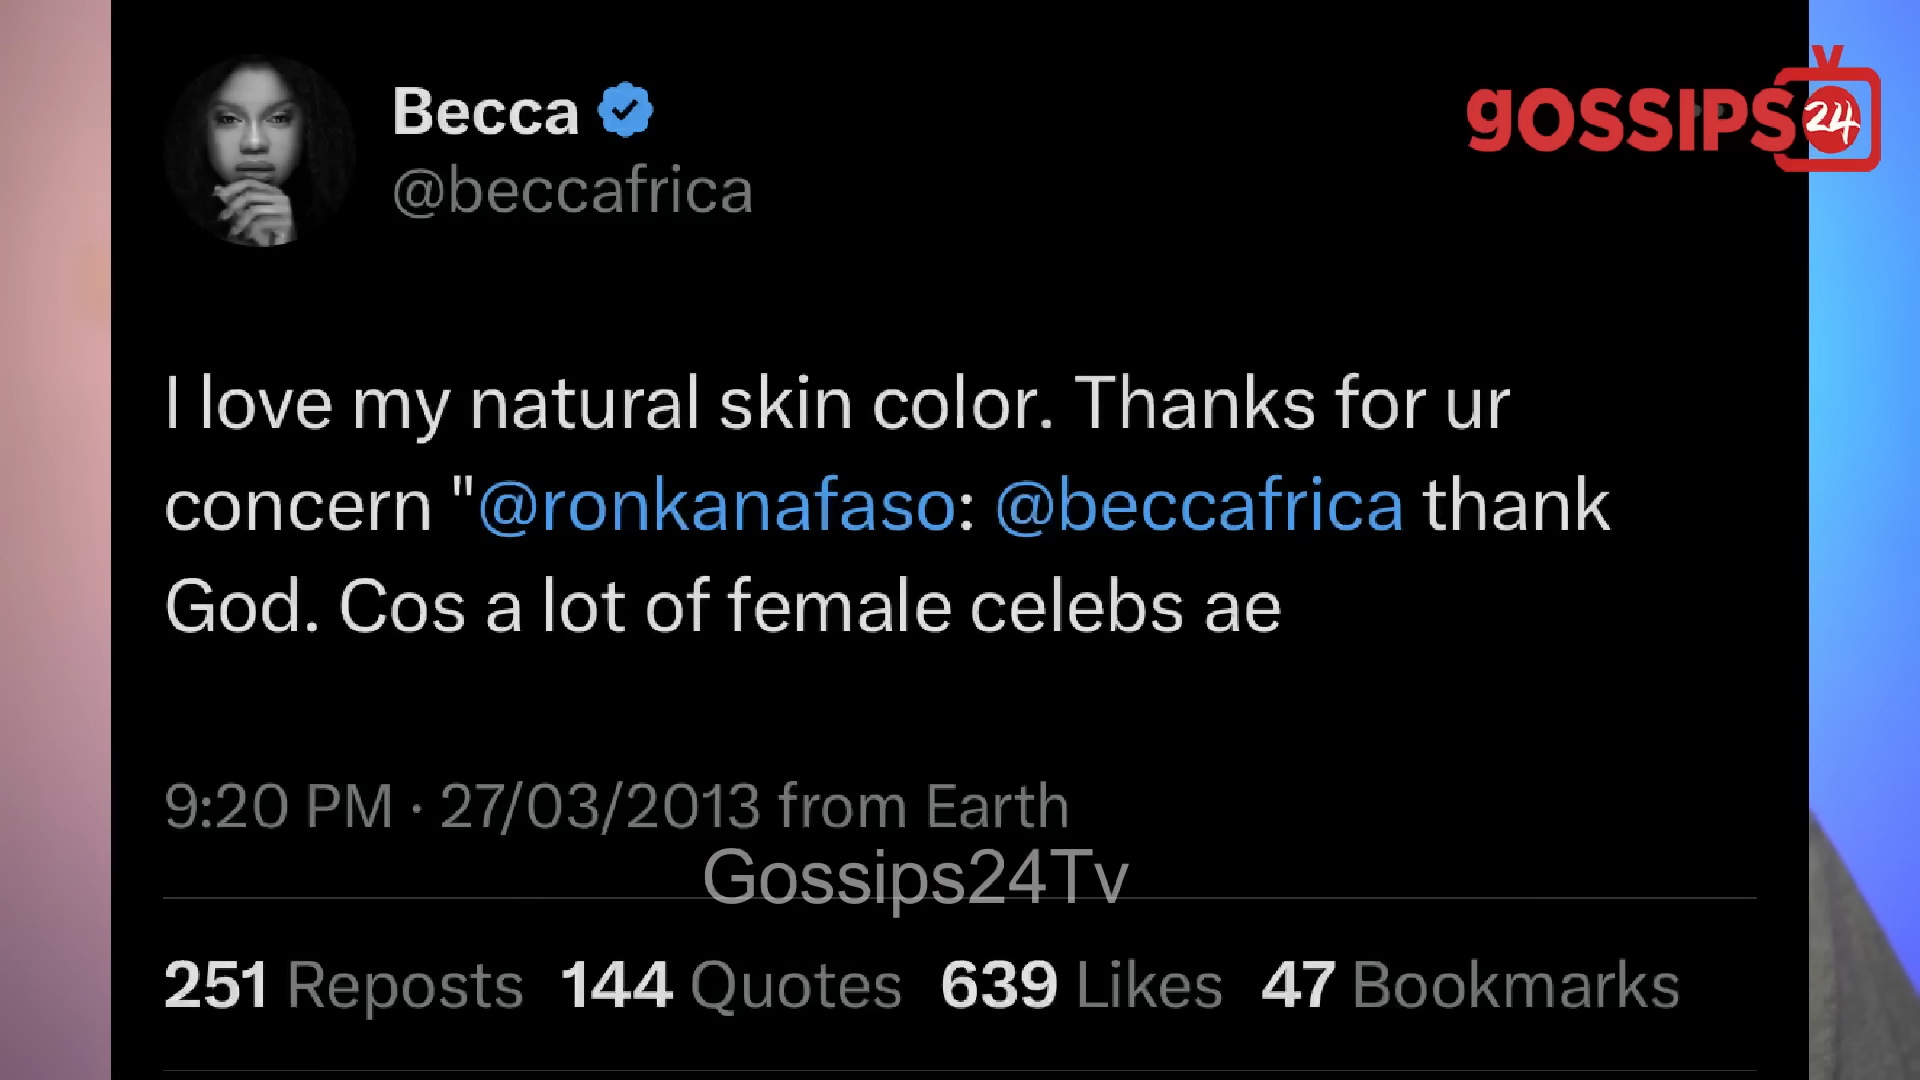 Becca
@beccafrica
gOSSIPS24
I love my natural skin color. Thanks for ur
concern "@ronkanafaso: @beccafrica thank
God. Cos a lot of female celebs ae
9:20 PM · 27/03/2013 from Earth
Gossips24Tv
251 Reposts 144 Quotes 639 Likes 47 Bookmarks